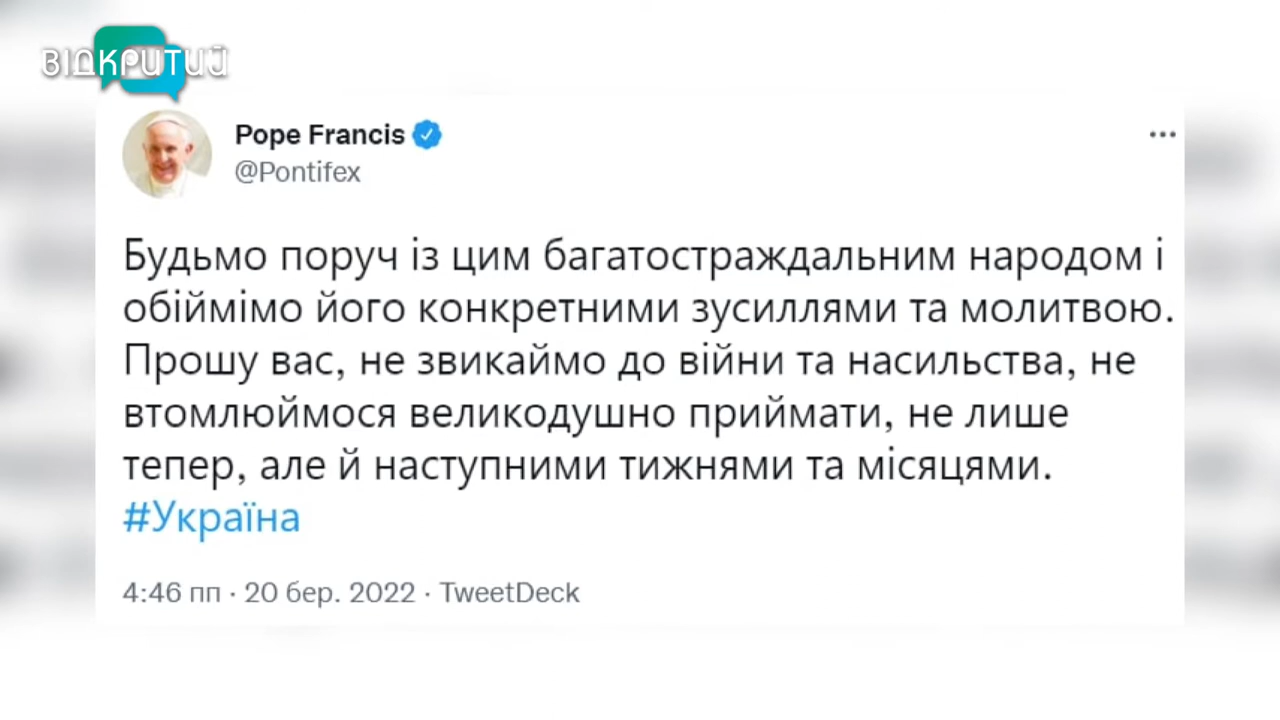 ВІДКРИТИЙ
Pope Francis
@Pontifex
Будьмо поруч із цим багатостраждальним народом і
обіймімо його конкретними зусиллями та молитвою.
Прошу вас, не звикаймо до війни та насильства, не
втомлюймося великодушно приймати, не лише
тепер, але й наступними тижнями та місяцями.
#Україна
4:46 пп · 20 бер. 2022 · TweetDeck